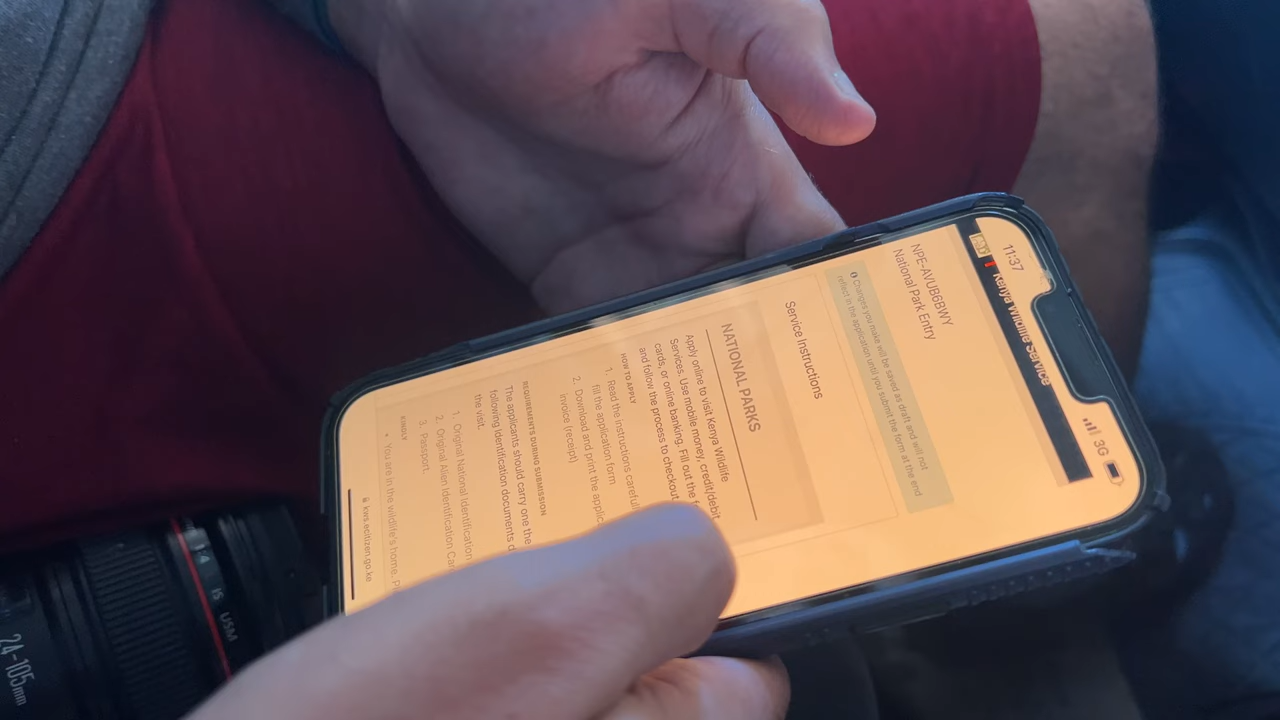 11:37
3G
Kenya Wildlife Service
NPE-AVUB6BWY
National Park Entry
Changes you make will be saved as draft and will not
reflect in the application until you submit the form at the end
Service Instructions
NATIONAL PARKS
Apply online to visit Kenya Wildlife
Services. Use mobile money, credit/debit
cards, or online banking. Fill out the
and follow the process to checkout
HOW TO APPLY
1. Read the instructions carefull
fill the application form
2. Download and print the applic
invoice (receipt)
REQUIREMENTS DURING SUBMISSION
The applicants should carry one the
following identification documents d
the visit.
1. Original National Identification
2. Original Alien Identification Ca
3. Passport.
KINDLY
• You are in the wildlife's home.
kws.ecitizen.go.ke
24-105mm
IS USM